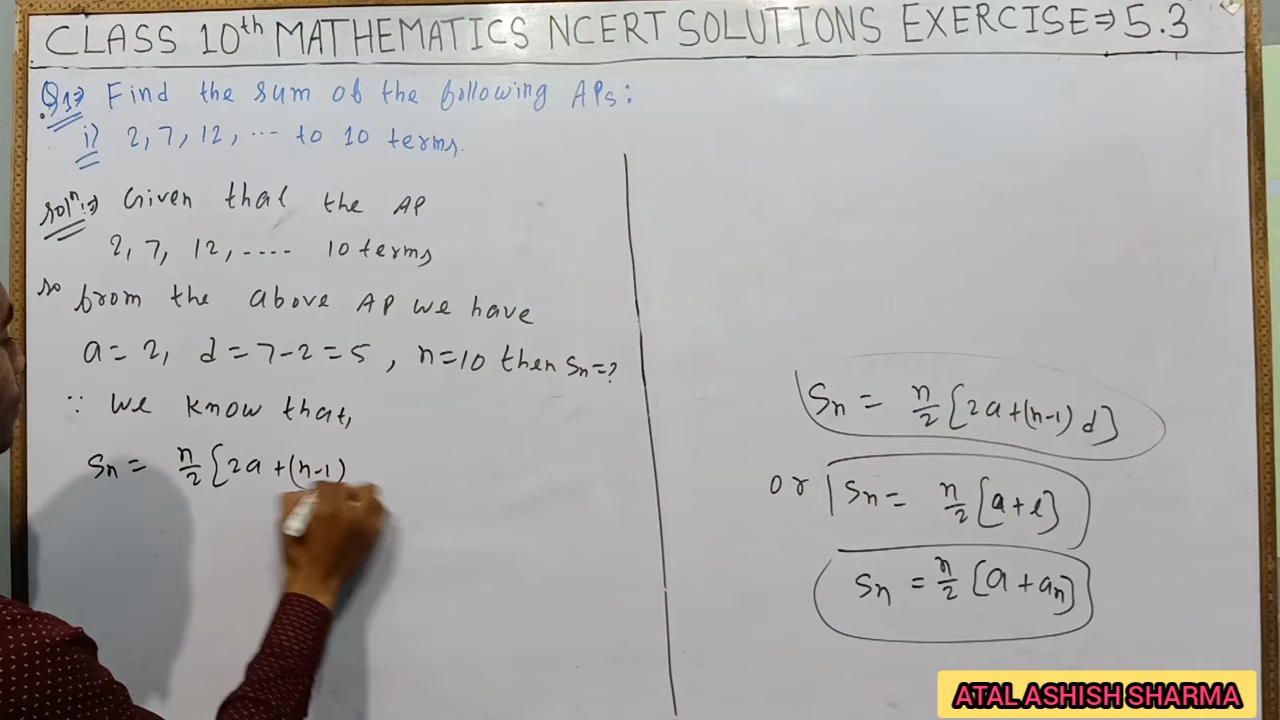 CLASS 10th MATHEMATICS NCERT SOLUTIONS EXERCISE⇒5.3
Q.1⇒ Find the sum of the following APs:
i) 2, 7, 12, ... to 10 terms.
Solⁿ:⇒ Given that the AP
2, 7, 12, .... 10 terms
so from the above AP we have
a = 2, d = 7-2 = 5, n=10 then Sn=?
∵ We know that,
Sn = n/2 [2a + (n-1)
Sn = n/2 [2a + (n-1) d]
or Sn = n/2 [a + l]
Sn = n/2 [a + an]
ATAL ASHISH SHARMA